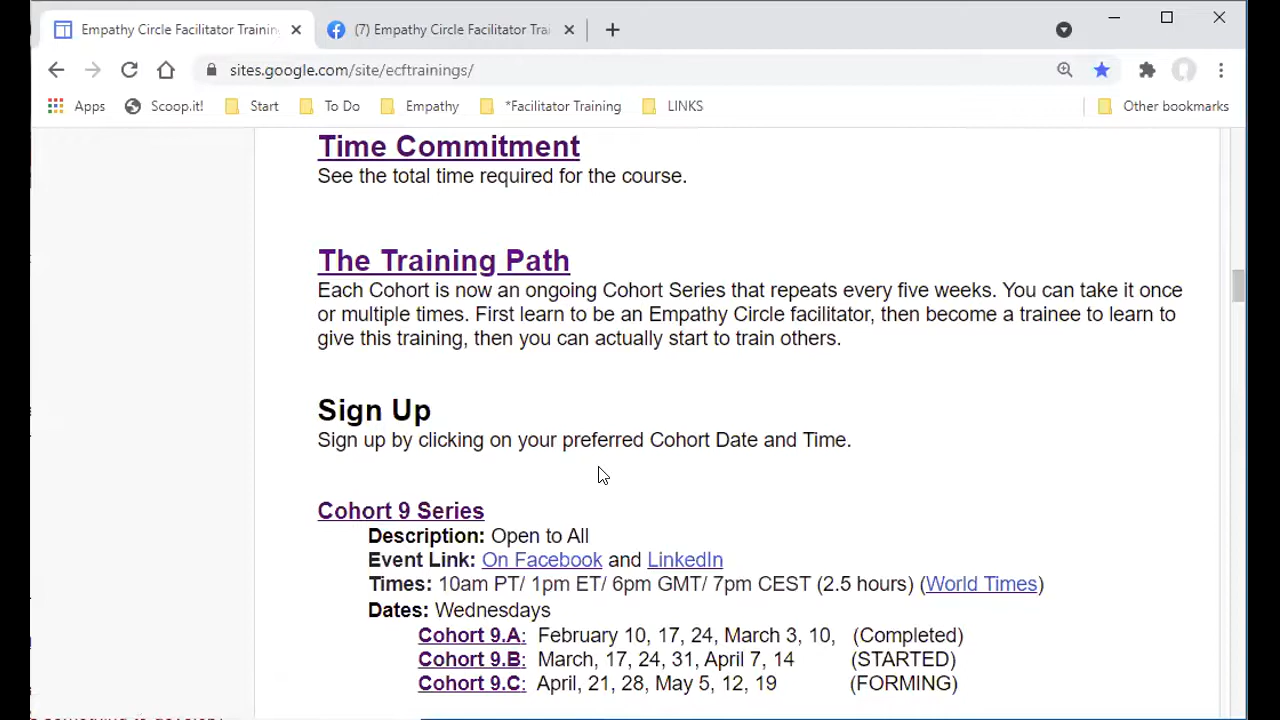 Empathy Circle Facilitator Trainin
(7) Empathy Circle Facilitator Trai
sites.google.com/site/ecftrainings/
Apps Scoop.it! Start To Do Empathy *Facilitator Training LINKS Other bookmarks
Time Commitment
See the total time required for the course.
The Training Path
Each Cohort is now an ongoing Cohort Series that repeats every five weeks. You can take it once
or multiple times. First learn to be an Empathy Circle facilitator, then become a trainee to learn to
give this training, then you can actually start to train others.
Sign Up
Sign up by clicking on your preferred Cohort Date and Time.
Cohort 9 Series
Description: Open to All
Event Link: On Facebook and LinkedIn
Times: 10am PT/ 1pm ET/ 6pm GMT/ 7pm CEST (2.5 hours) (World Times)
Dates: Wednesdays
Cohort 9.A: February 10, 17, 24, March 3, 10, (Completed)
Cohort 9.B: March, 17, 24, 31, April 7, 14 (STARTED)
Cohort 9.C: April, 21, 28, May 5, 12, 19 (FORMING)